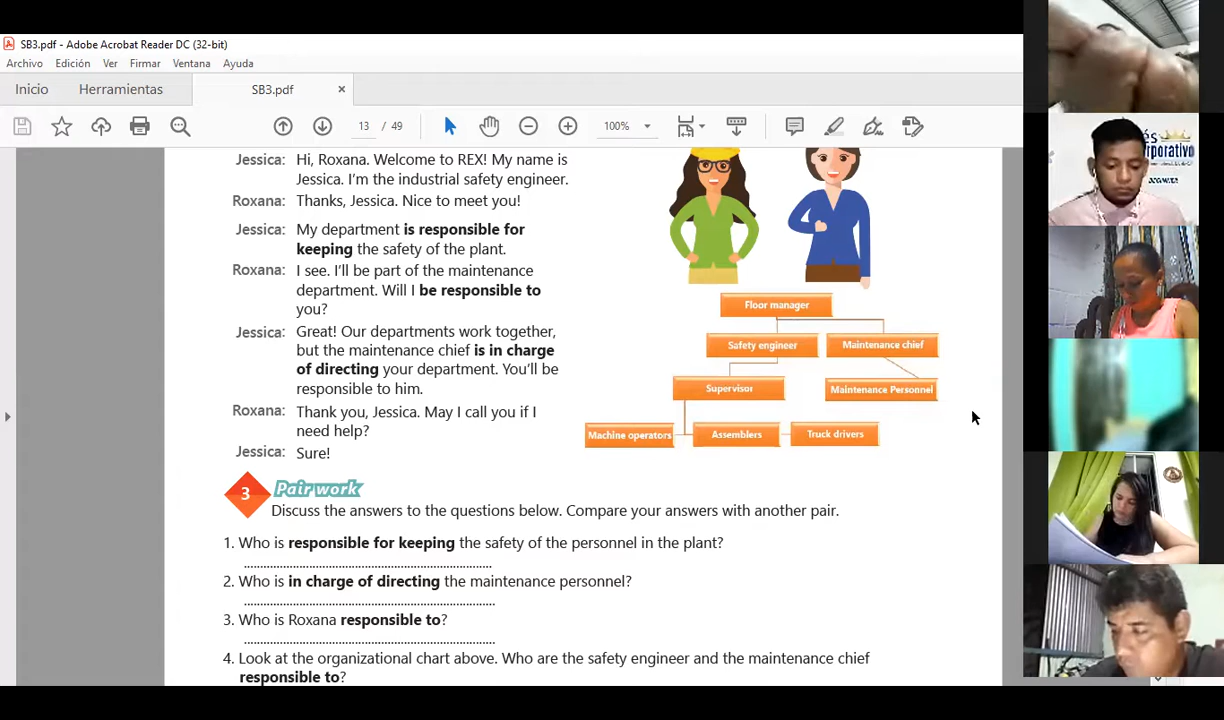 SB3.pdf - Adobe Acrobat Reader DC (32-bit)
Archivo Edición Ver Firmar Ventana Ayuda
Inicio Herramientas SB3.pdf ×
13 / 49 100%
Jessica: Hi, Roxana. Welcome to REX! My name is
Jessica. I'm the industrial safety engineer.
Roxana: Thanks, Jessica. Nice to meet you!
Jessica: My department is responsible for
keeping the safety of the plant.
Roxana: I see. I'll be part of the maintenance
department. Will I be responsible to
you?
Jessica: Great! Our departments work together,
but the maintenance chief is in charge
of directing your department. You'll be
responsible to him.
Roxana: Thank you, Jessica. May I call you if I
need help?
Jessica: Sure!
Floor manager
Safety engineer Maintenance chief
Supervisor Maintenance Personnel
Machine operators Assemblers Truck drivers
3 Pair work
Discuss the answers to the questions below. Compare your answers with another pair.
1. Who is responsible for keeping the safety of the personnel in the plant?
2. Who is in charge of directing the maintenance personnel?
3. Who is Roxana responsible to?
4. Look at the organizational chart above. Who are the safety engineer and the maintenance chief
responsible to?